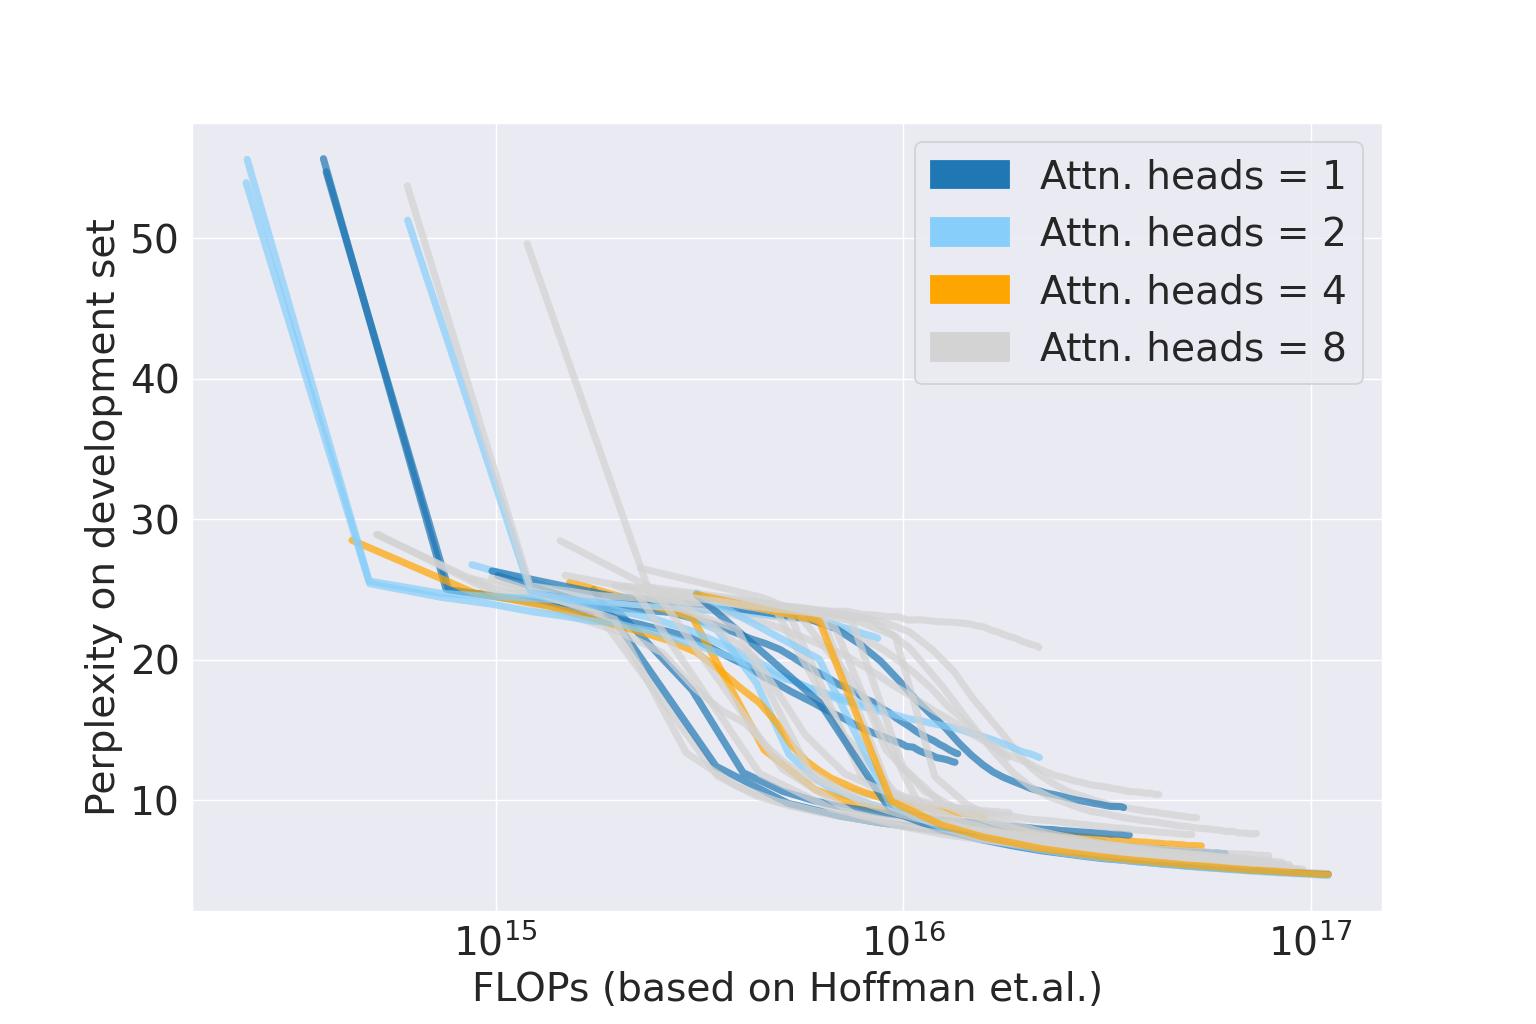 Attn. heads = 1
Attn. heads = 2
Attn. heads = 4
Attn. heads = 8
Perplexity on development set
50
40
30
20
10
10^15
10^16
10^17
FLOPs (based on Hoffman et.al.)